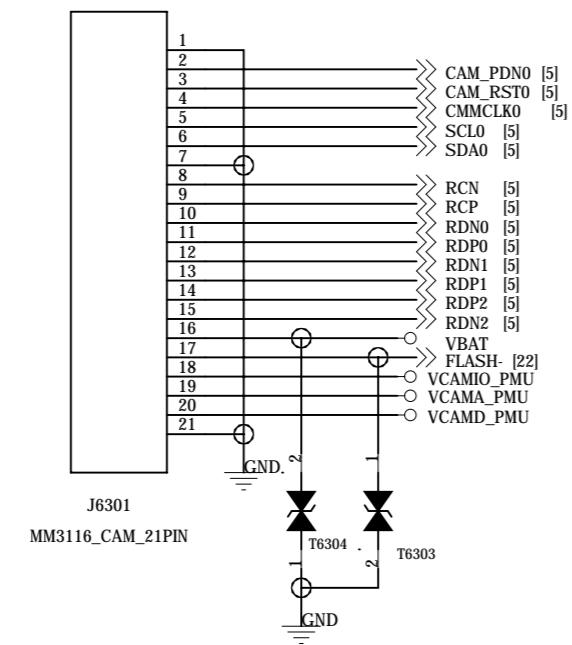 1
2
CAM_PDN0 [5]
3
CAM_RST0 [5]
4
CMMCLK0 [5]
5
SCL0 [5]
6
SDA0 [5]
7
8
RCN [5]
9
RCP [5]
10
RDN0 [5]
11
RDP0 [5]
12
RDN1 [5]
13
RDP1 [5]
14
RDP2 [5]
15
RDN2 [5]
16
VBAT
17
FLASH- [22]
18
VCAMIO_PMU
19
VCAMA_PMU
20
VCAMD_PMU
21
GND.
2
1
J6301
MM3116_CAM_21PIN
T6304 .
T6303
1
2
GND